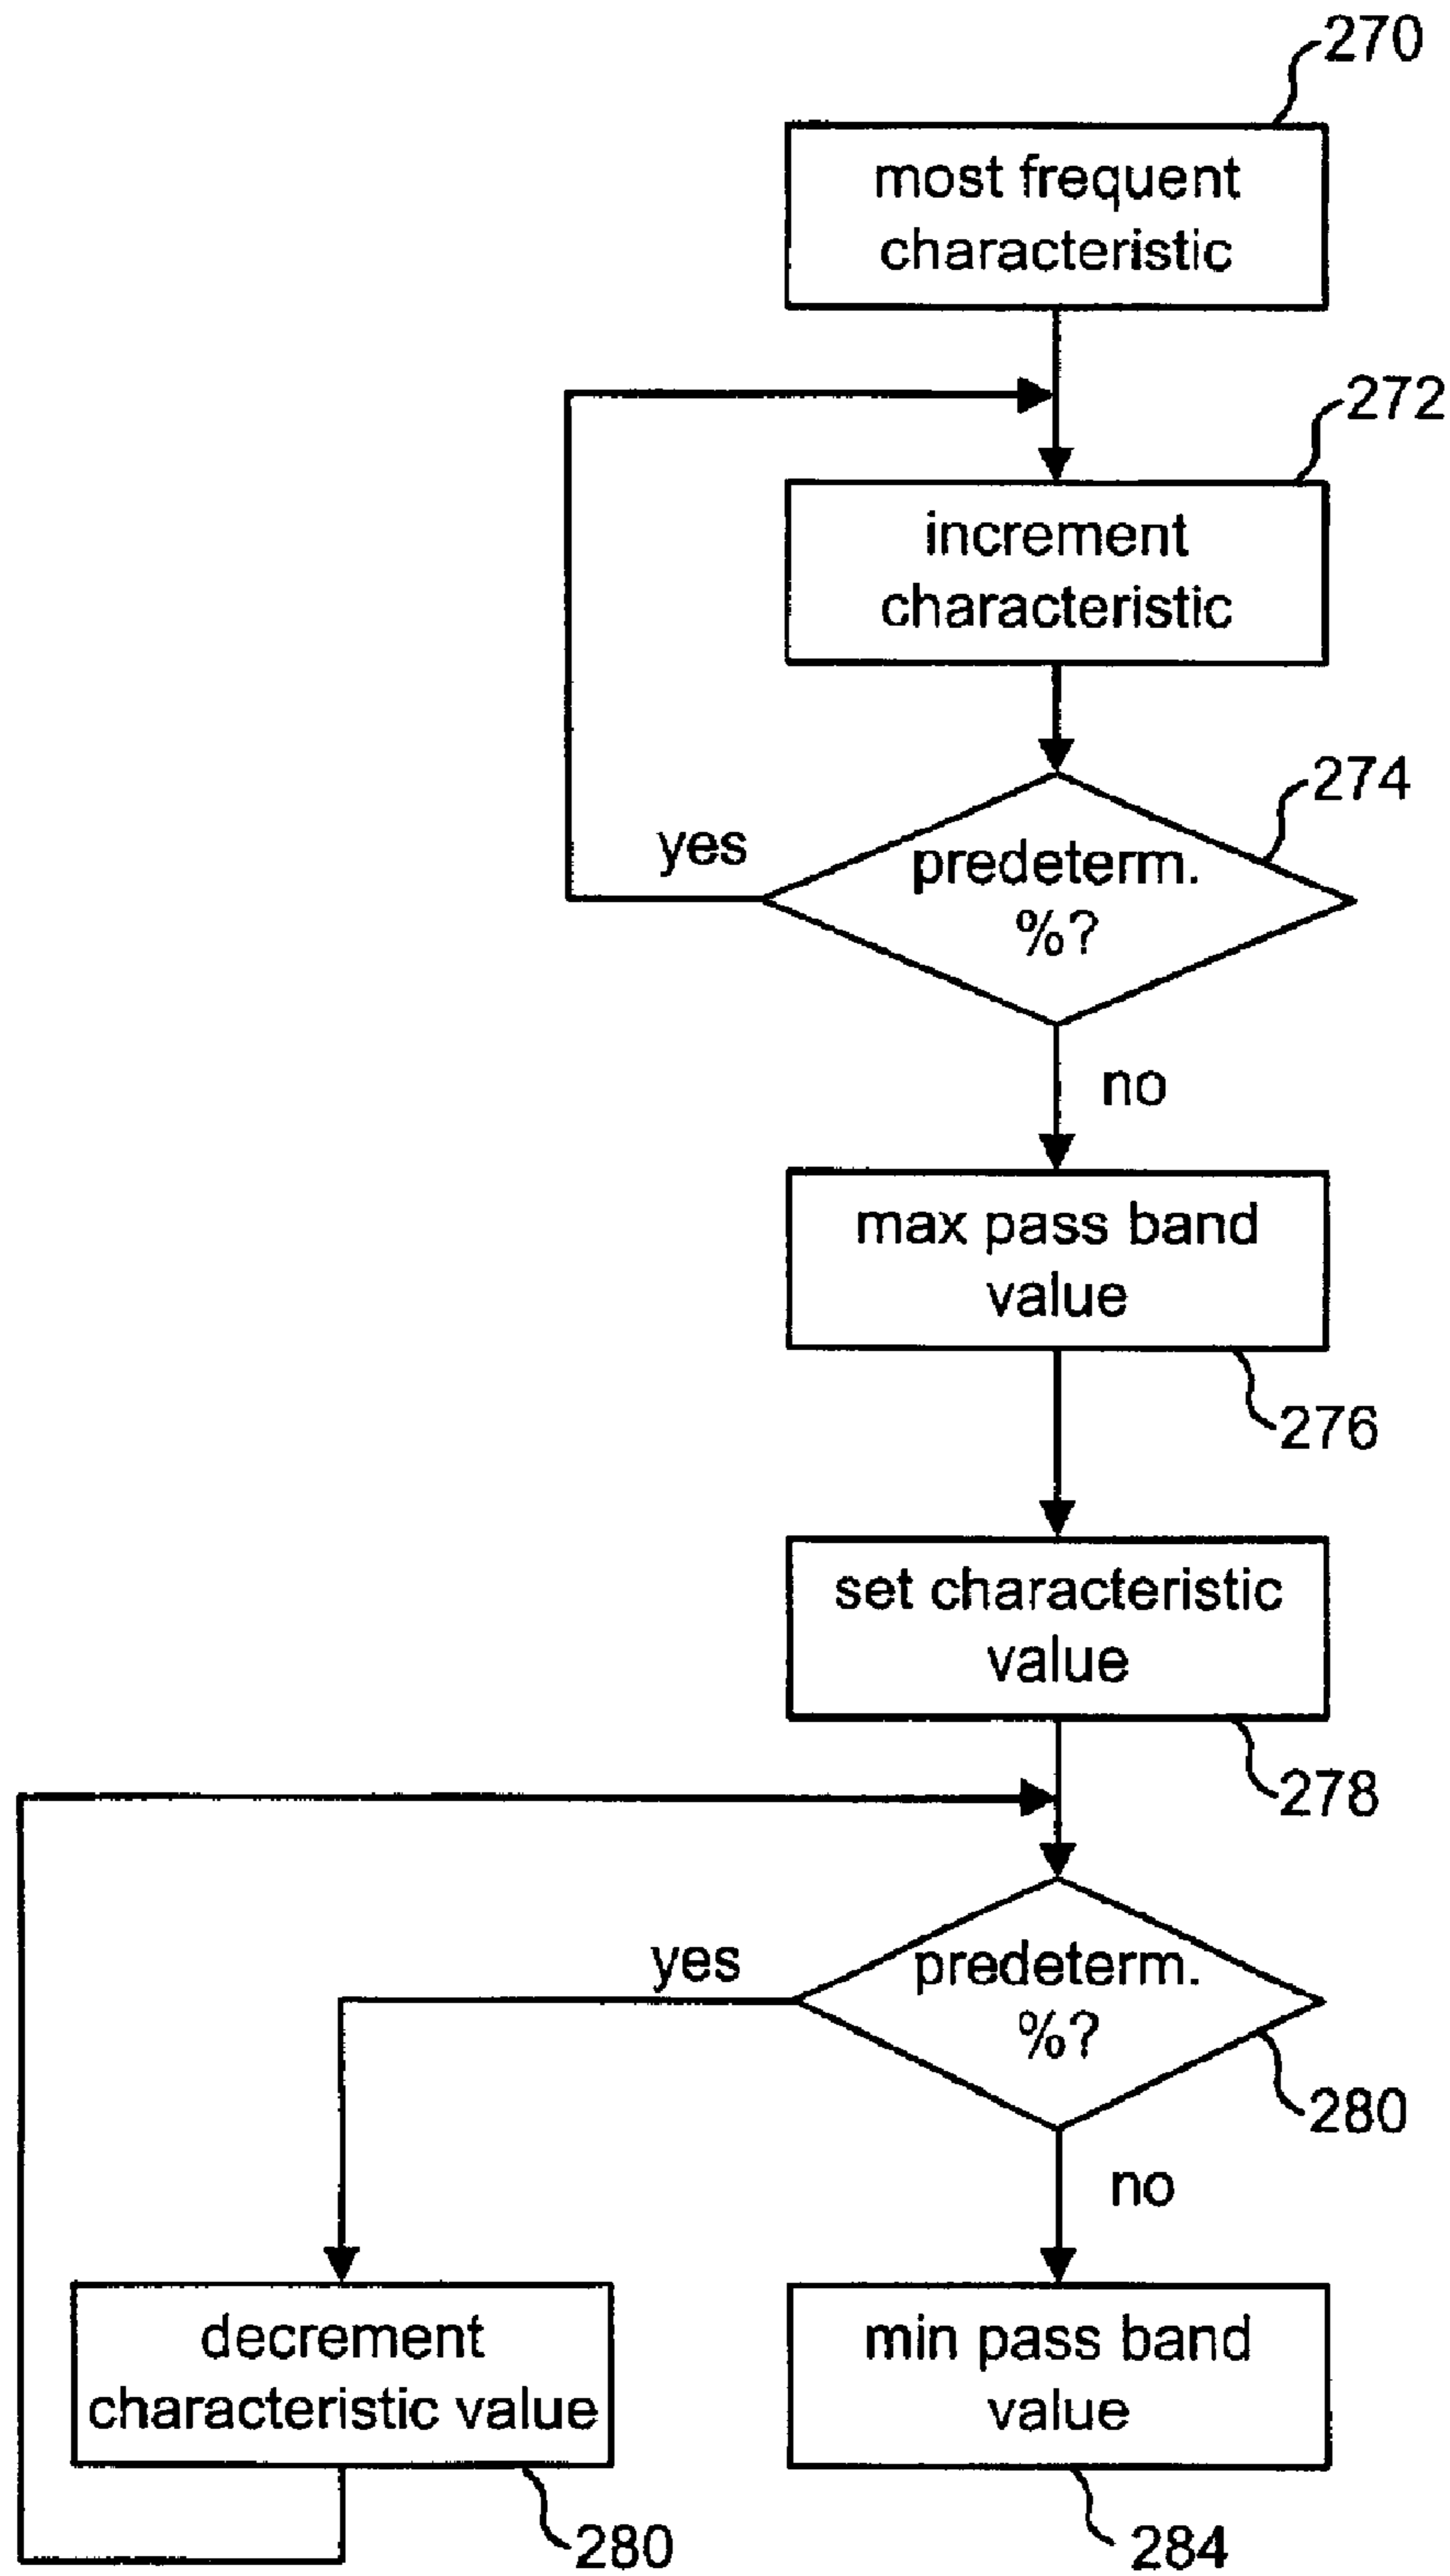 270
most frequent
characteristic
272
increment
characteristic
274
yes
predeterm.
%?
no
max pass band
value
276
set characteristic
value
278
yes
predeterm.
%?
280
no
decrement
characteristic value
280
min pass band
value
284